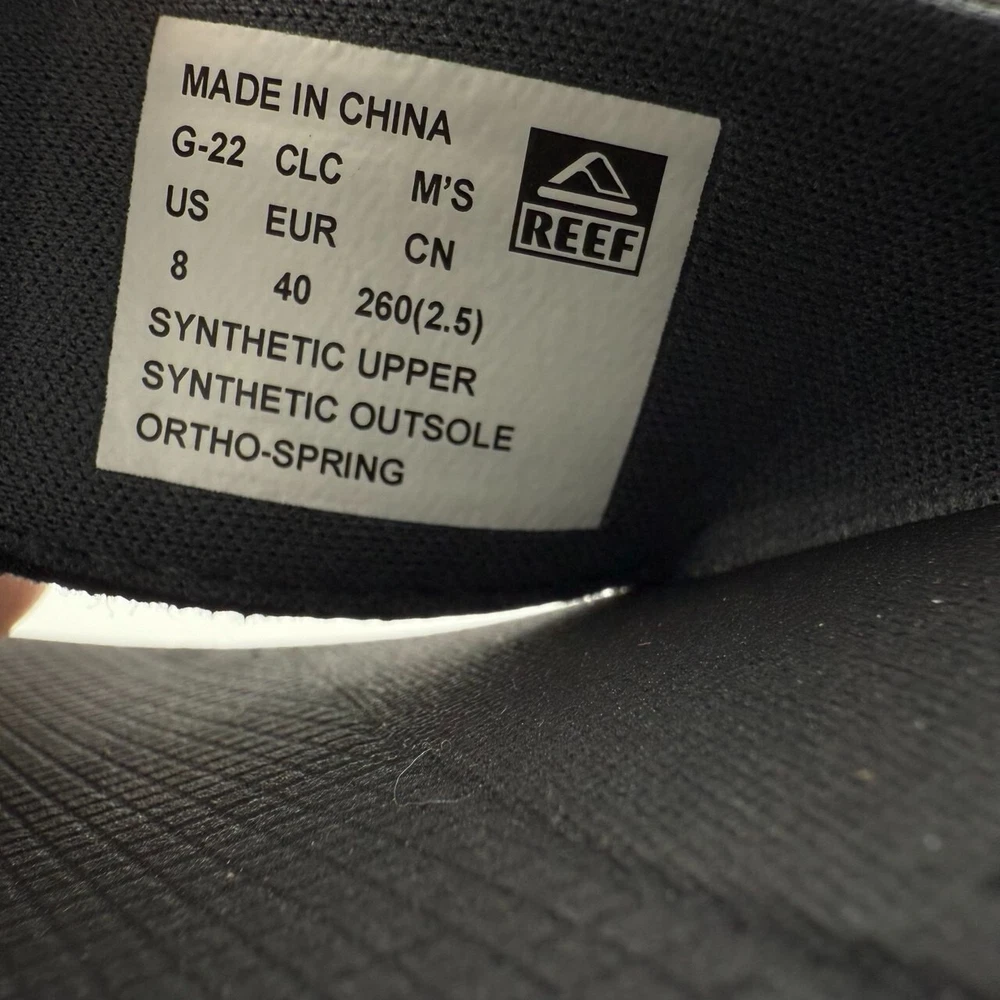 MADE IN CHINA
G-22 CLC M'S
US EUR CN
8 40 260(2.5)
SYNTHETIC UPPER
SYNTHETIC OUTSOLE
ORTHO-SPRING
REEF